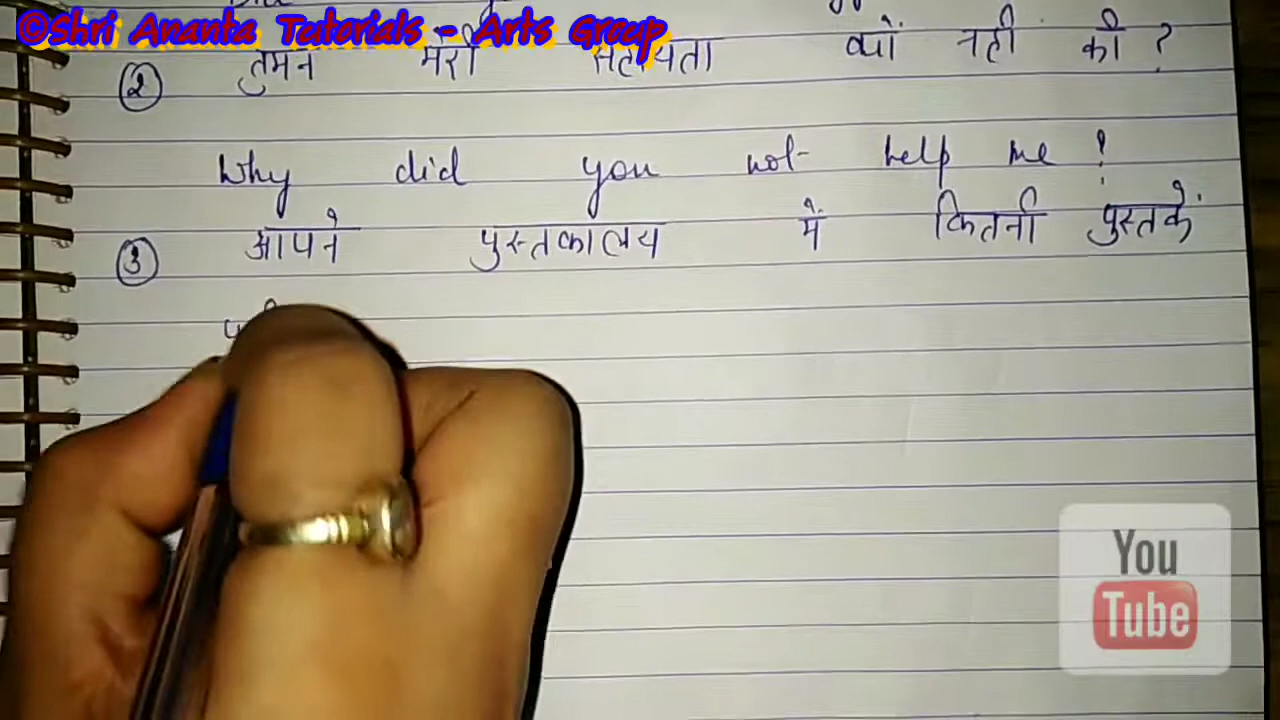 ©Shri Ananta Tutorials - Arts Group
② तुमने मेरी सहायता क्यों नही की ?
Why did you not help me ?
③ आपने पुस्तकालय में कितनी पुस्तकें
You
Tube